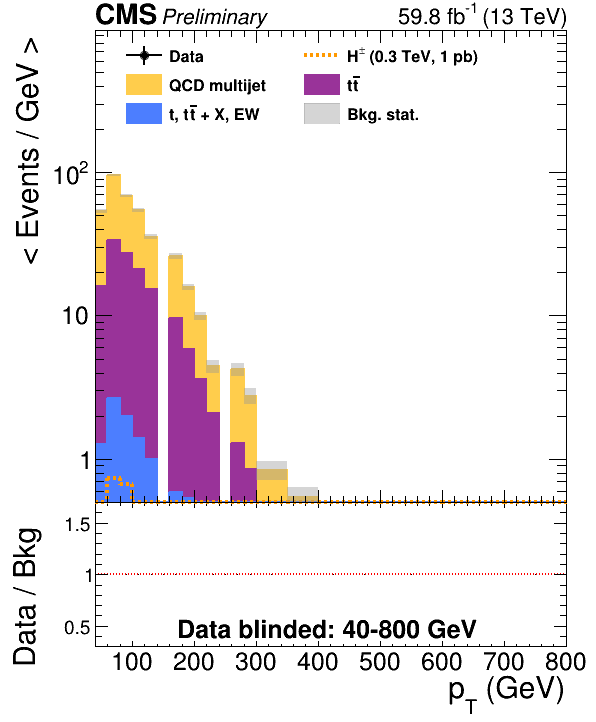 CMS Preliminary 59.8 fb⁻¹ (13 TeV)
< Events / GeV >
Data
H± (0.3 TeV, 1 pb)
QCD multijet
tt̄
t, tt̄ + X, EW
Bkg. stat.
10²
10
1
Data / Bkg
1.5
1
0.5
Data blinded: 40-800 GeV
100 200 300 400 500 600 700 800
p_T (GeV)